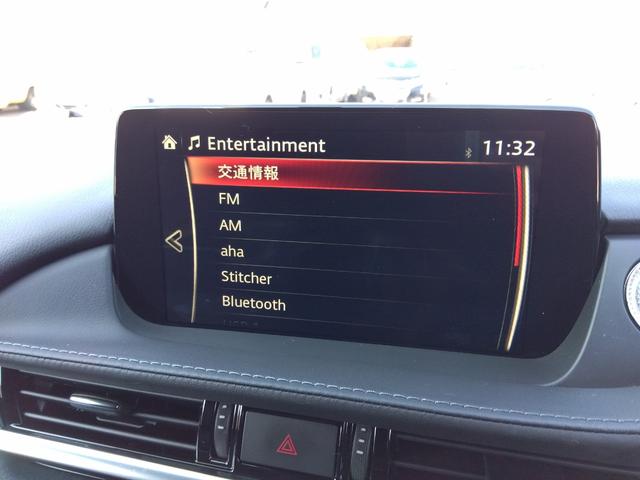 Entertainment
11:32
交通情報
FM
AM
aha
Stitcher
Bluetooth